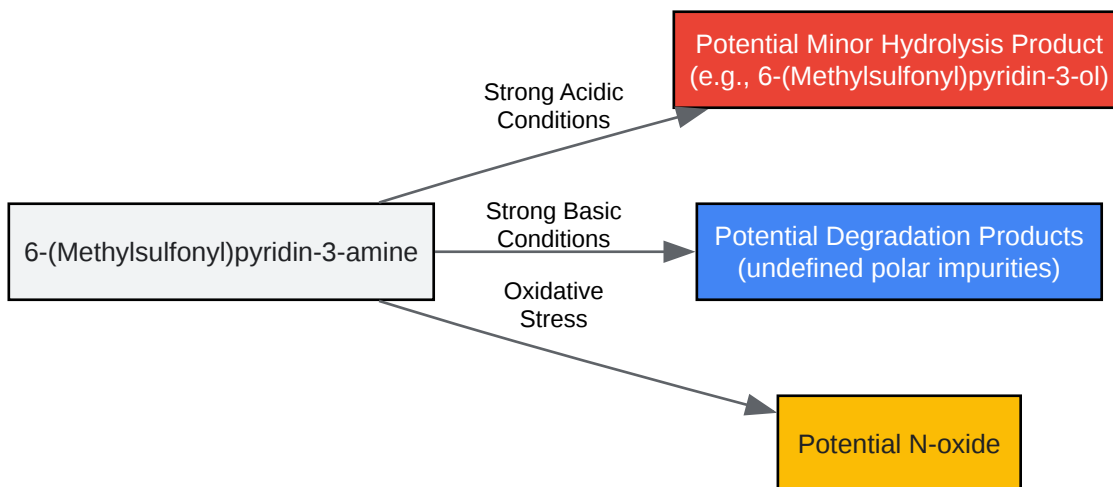 Potential Minor Hydrolysis Product
(e.g., 6-(Methylsulfonyl)pyridin-3-ol)
Strong Acidic
Conditions
6-(Methylsulfonyl)pyridin-3-amine
Strong Basic
Conditions
Potential Degradation Products
(undefined polar impurities)
Oxidative
Stress
Potential N-oxide